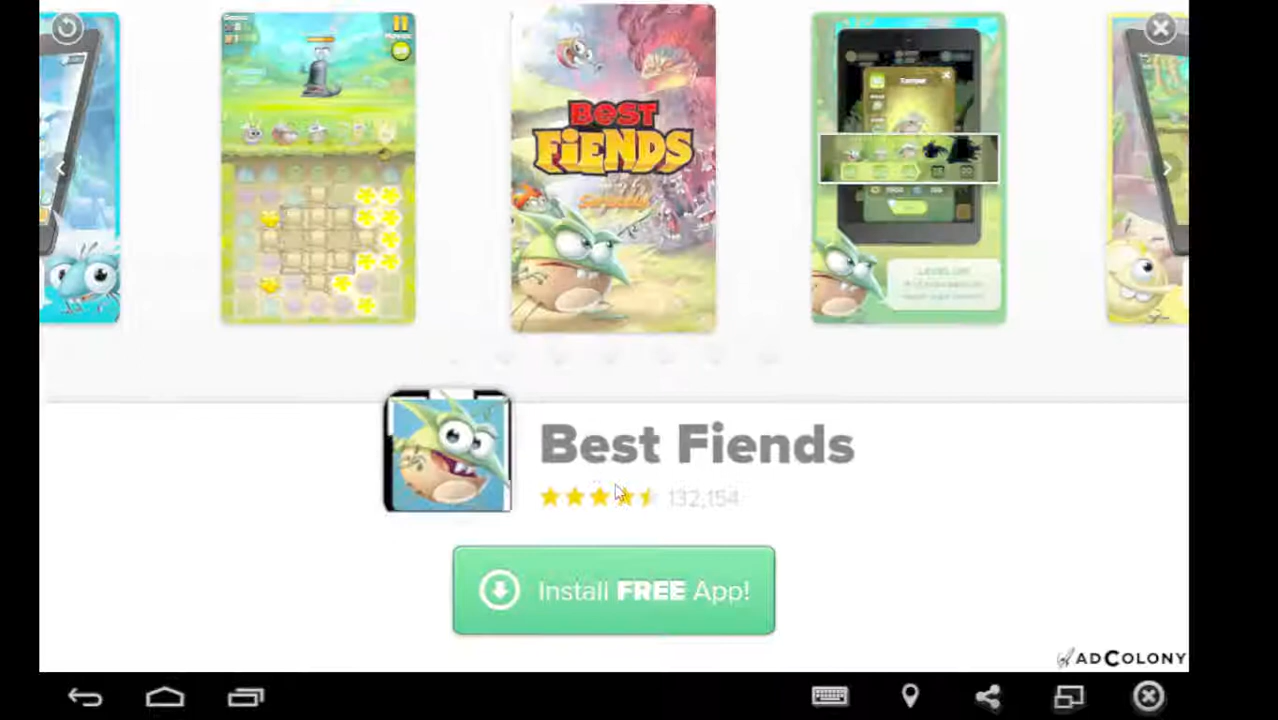 BEST
FIENDS
Best Fiends
132,154
Install FREE App!
ADCOLONY